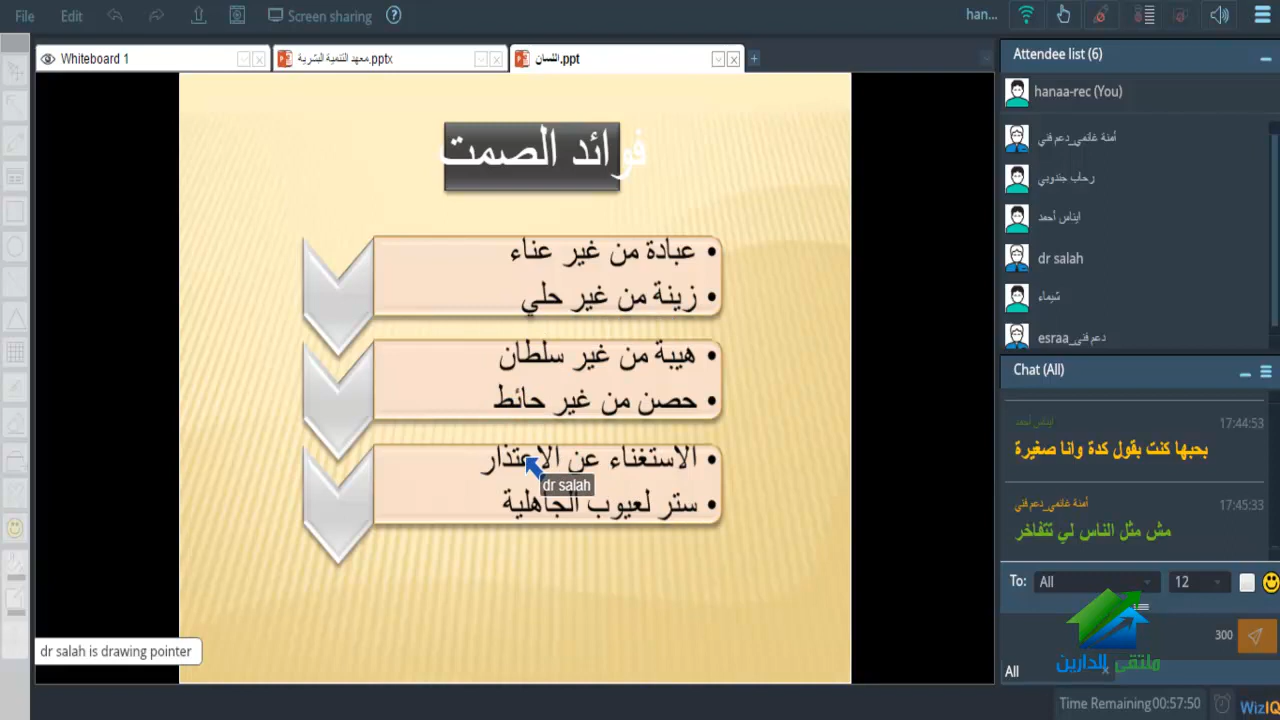 File Edit Screen sharing
han...
Whiteboard 1
معهد التنمية البشرية.pptx
اللسان.ppt
فوائد الصمت
• عبادة من غير عناء
• زينة من غير حلي
• هيبة من غير سلطان
• حصن من غير حائط
• الاستغناء عن الاعتذار
dr salah
• ستر لعيوب الجاهلية
dr salah is drawing pointer
Attendee list (6)
hanaa-rec (You)
أمنة غانمي_دعم فني
رحاب جندوبي
ايناس أحمد
dr salah
شيماء
esraa_دعم فنى
Chat (All)
ايناس أحمد 17:44:53
بحبها كنت بقول كدة وانا صغيرة
أمنة غانمي_دعم فني 17:45:33
مش مثل الناس لي تتفاخر
To: All 12
300
ملتقى الدارين
All
Time Remaining 00:57:50
WizIQ